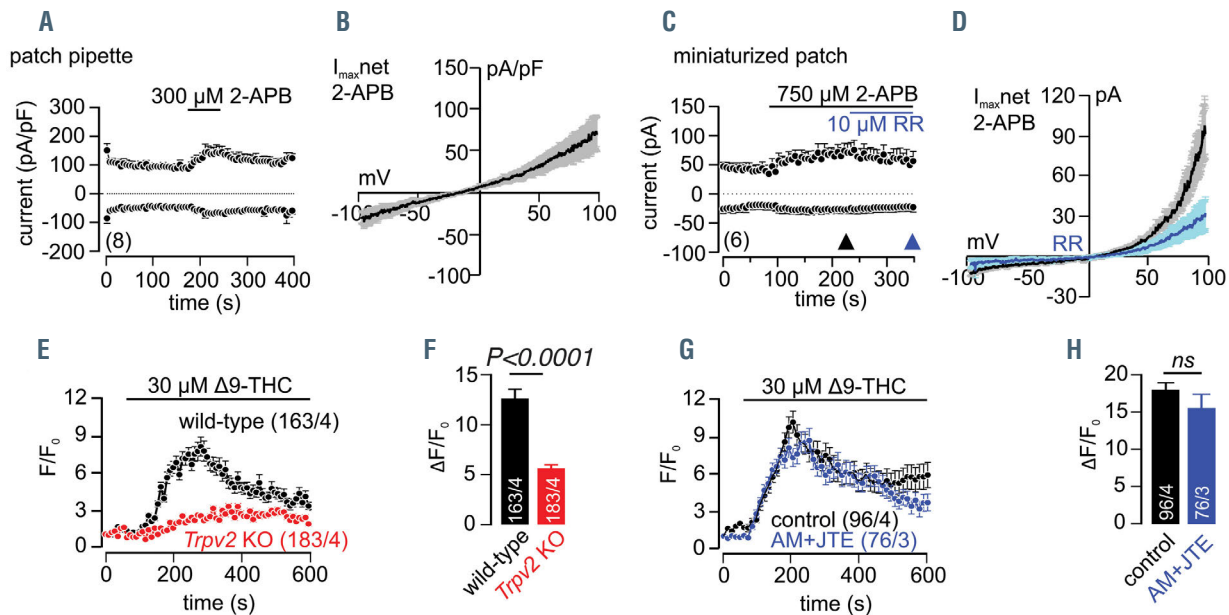 A
patch pipette
300 µM 2-APB
current (pA/pF)
300
200
100
0
-100
-200
(8)
0 100 200 300 400
time (s)
B
I max net
2-APB
pA/pF
150
100
50
mV
-100
50 100
-50
-100
C
miniaturized patch
750 µM 2-APB
10 µM RR
current (pA)
150
100
50
0
-50
-100
(6)
0 100 200 300
time (s)
D
I max net
2-APB
pA
120
90
60
30
mV
RR
-100
50 100
-30
E
30 µM Δ9-THC
wild-type (163/4)
F/F0
12
9
6
3
0
Trpv2 KO (183/4)
0 200 400 600
time (s)
F
P<0.0001
ΔF/F0
15
10
5
0
163/4
183/4
wild-type
Trpv2 KO
G
30 µM Δ9-THC
F/F0
12
9
6
3
0
control (96/4)
AM+JTE (76/3)
0 200 400 600
time (s)
H
ns
ΔF/F0
20
15
10
5
0
96/4
76/3
control
AM+JTE